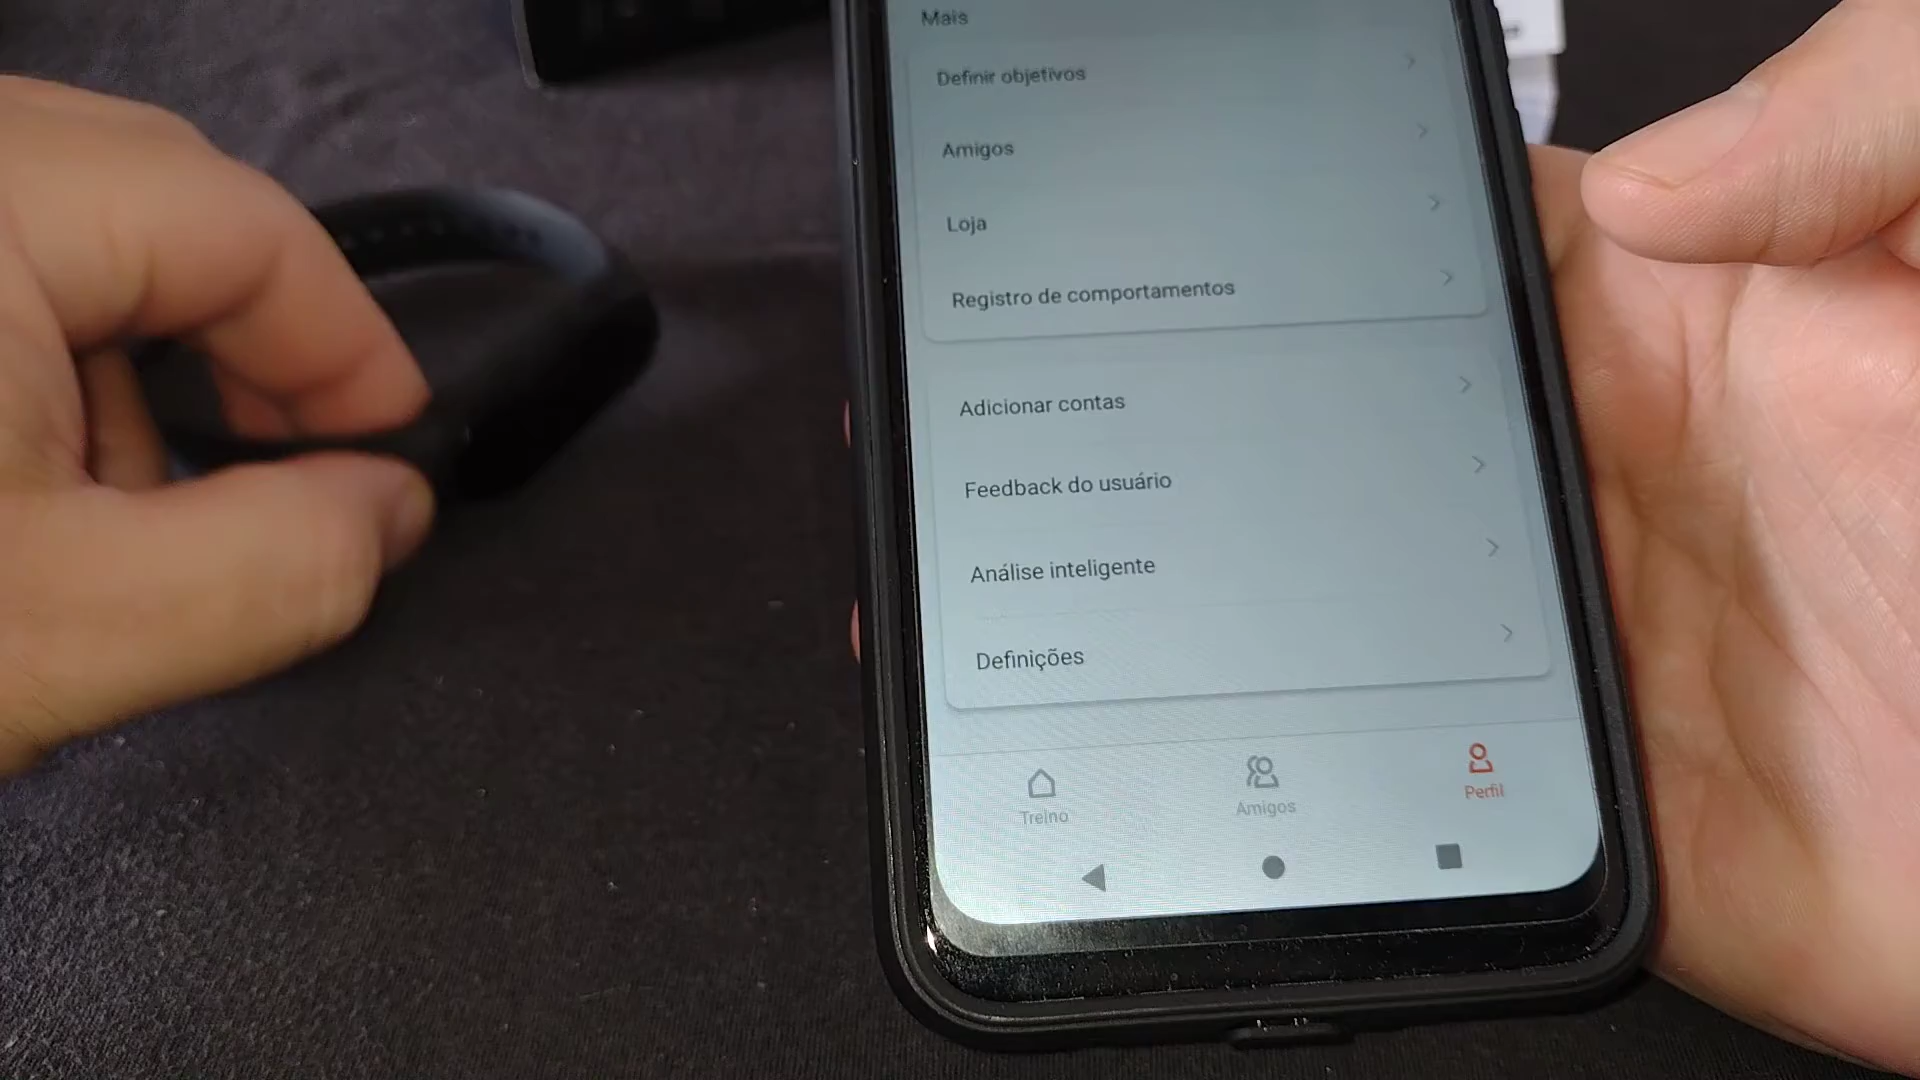 Mais
Definir objetivos
Amigos
Loja
Registro de comportamentos
Adicionar contas
Feedback do usuário
Análise inteligente
Definições
Treino
Amigos
Perfil